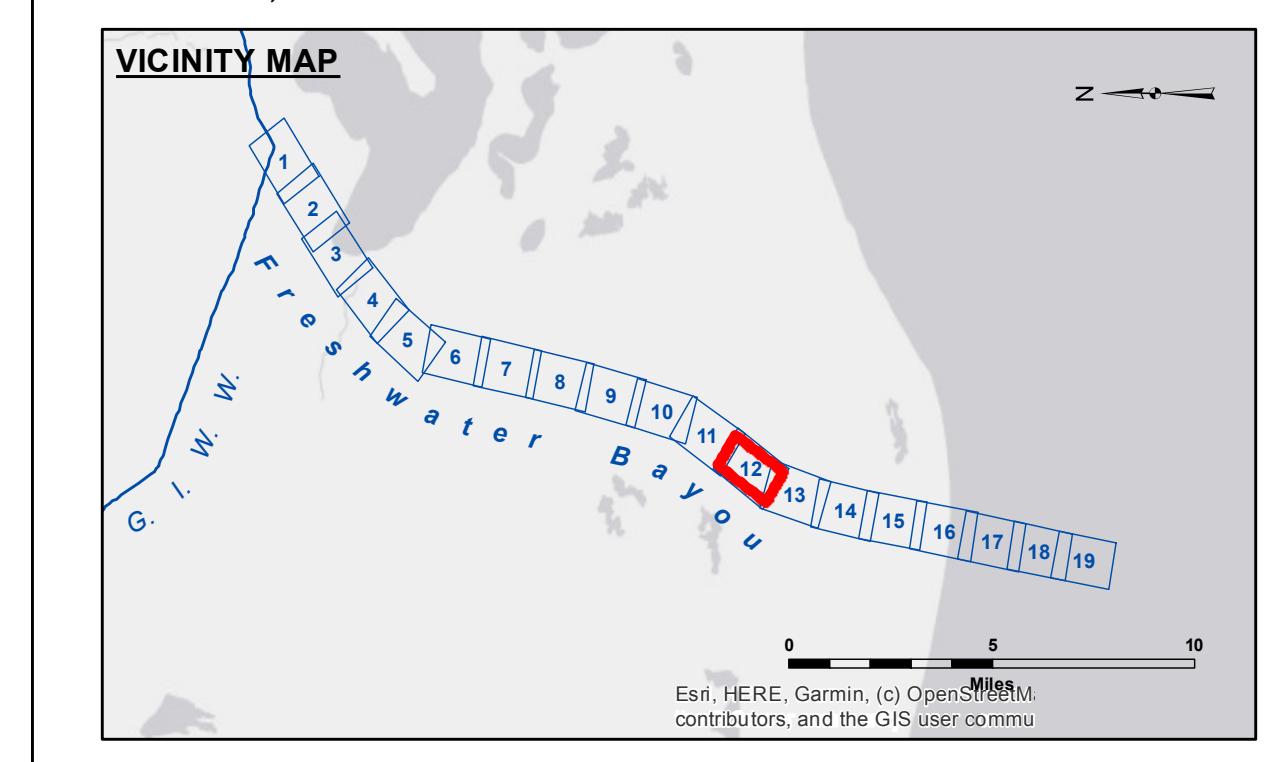 VICINITY MAP
N
1
2
3
4
5
6
7
8
9
10
11
12
13
14
15
16
17
18
19
Freshwater Bayou
G. I. W. W.
0 5 10
Miles
Esri, HERE, Garmin, (c) OpenStreetM
contributors, and the GIS user commu